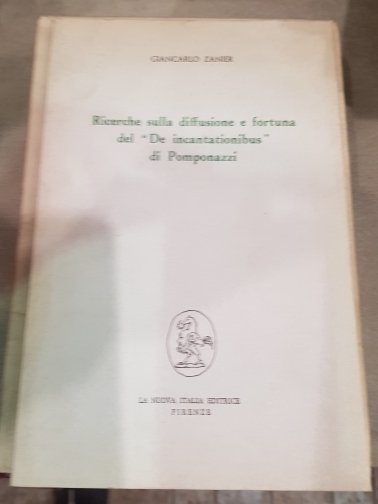 GIANCARLO ZANIER
Ricerche sulla diffusione e fortuna
del "De incantationibus"
di Pomponazzi
LA NUOVA ITALIA EDITRICE
FIRENZE